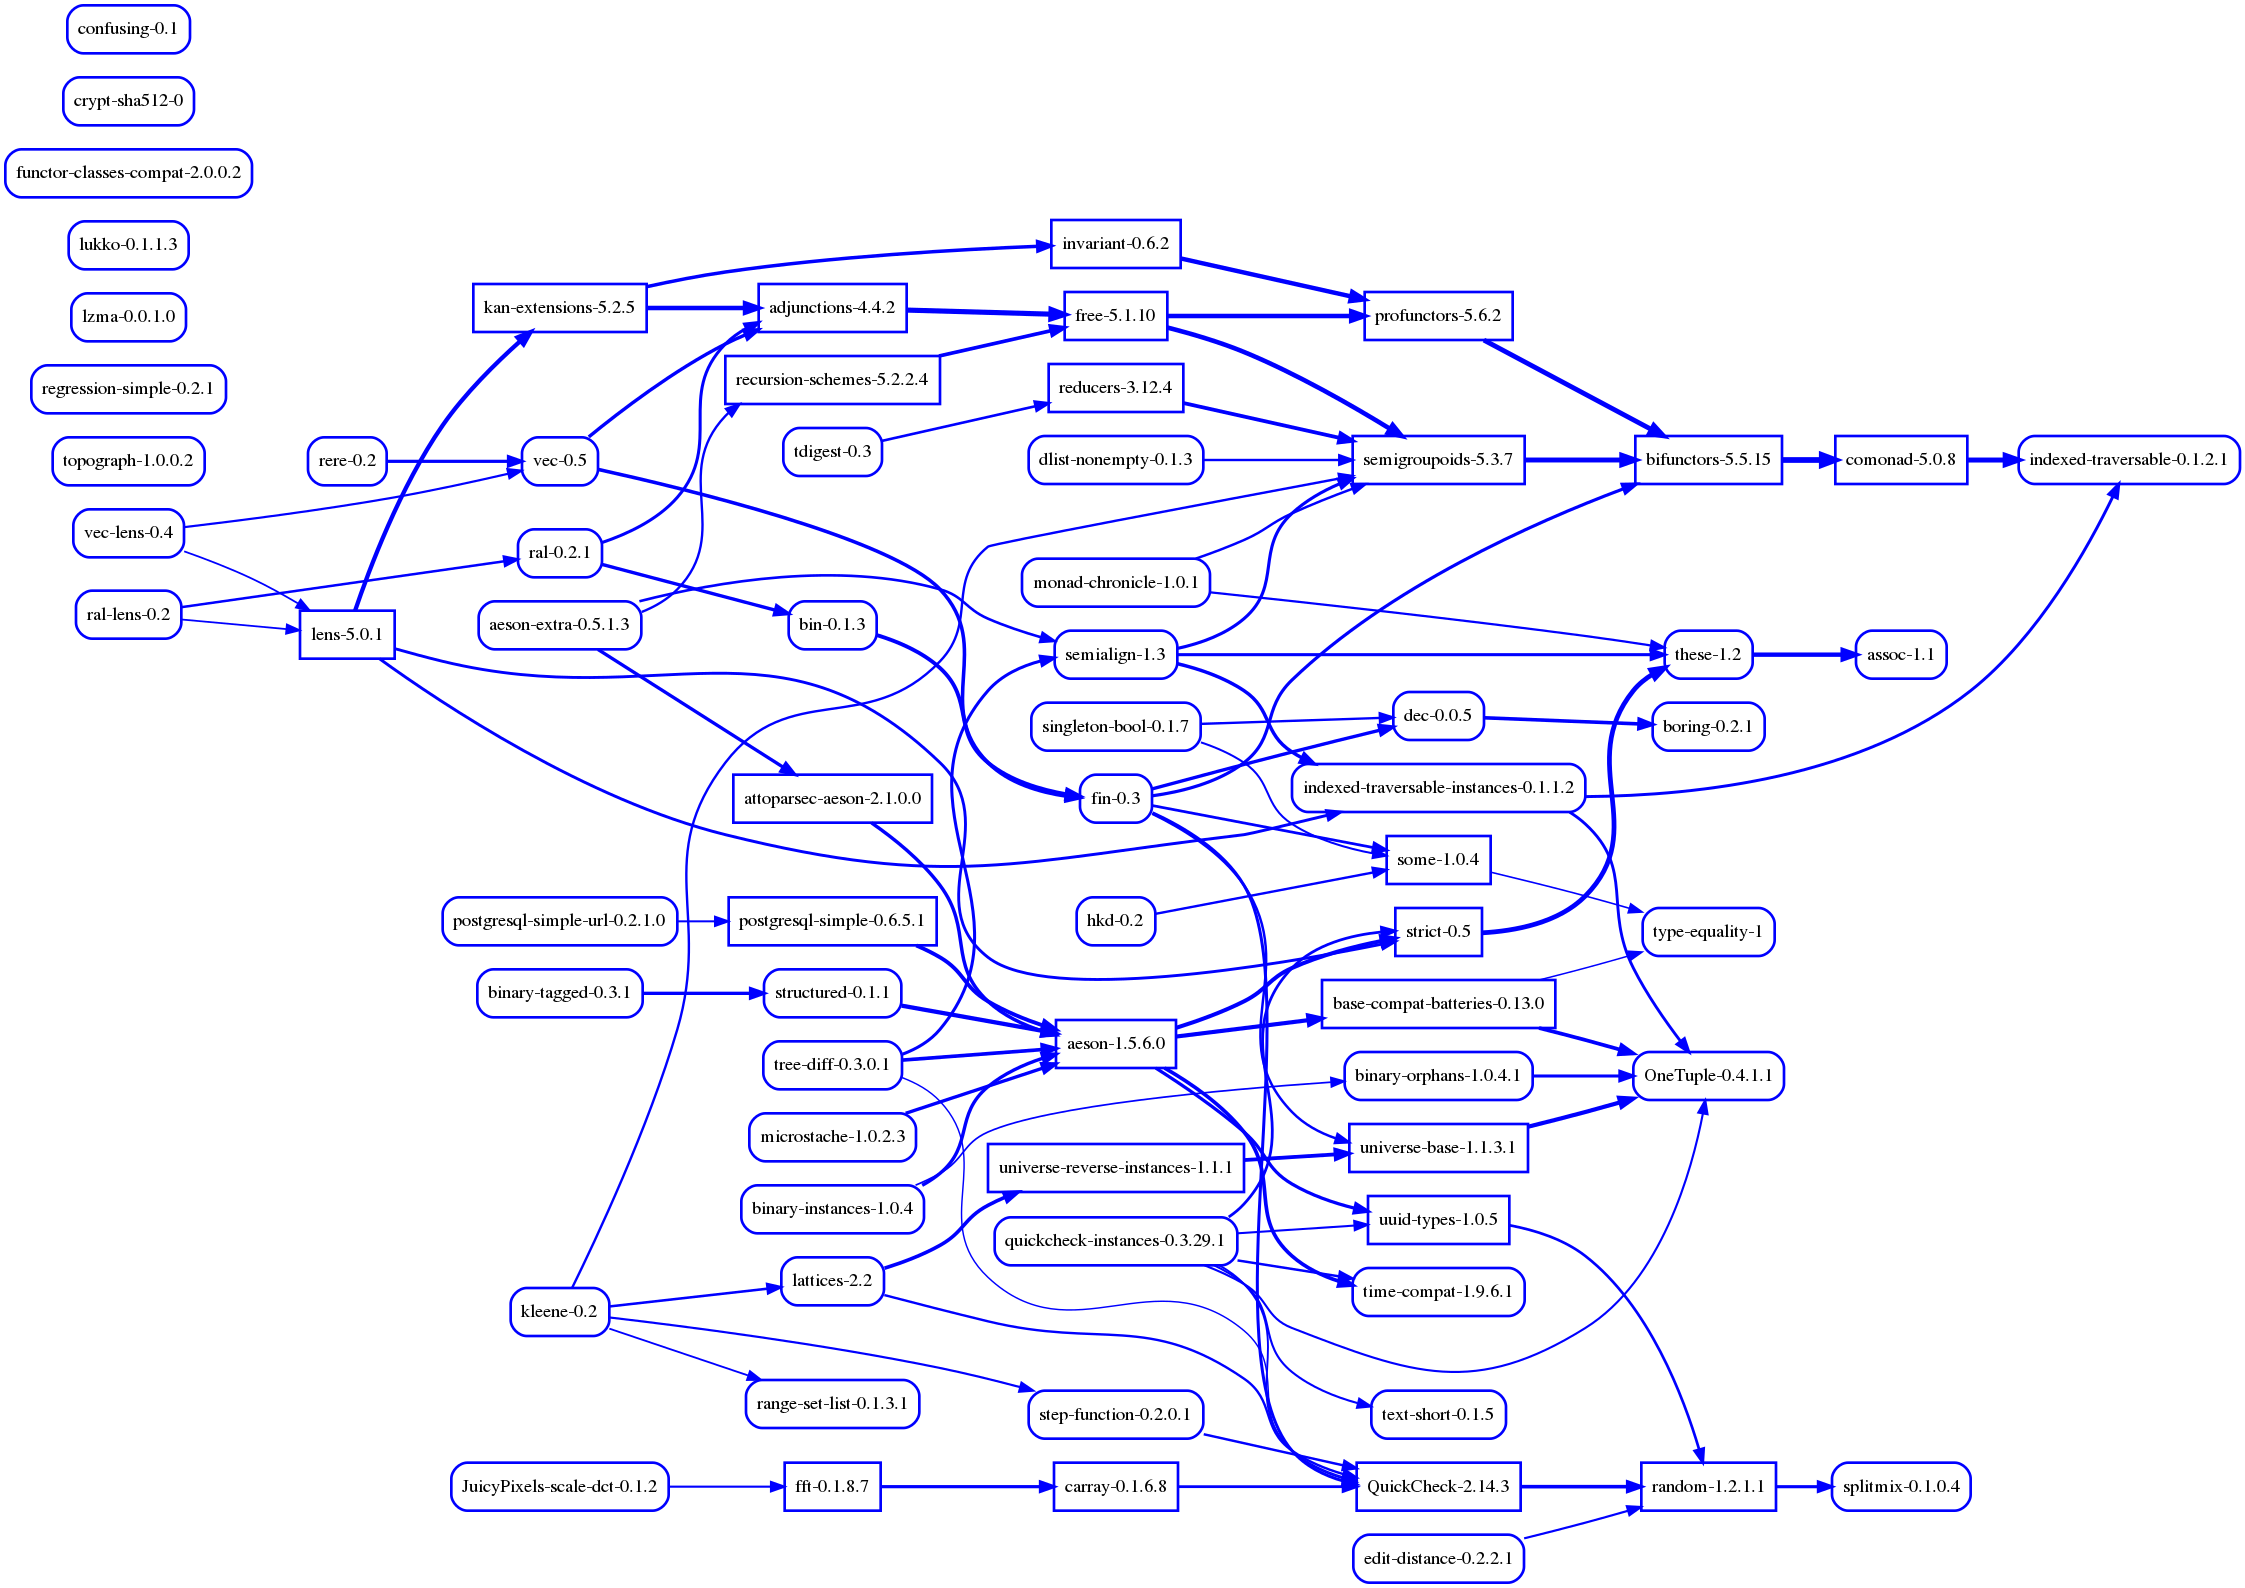 confusing-0.1
crypt-sha512-0
functor-classes-compat-2.0.0.2
lukko-0.1.1.3
lzma-0.0.1.0
regression-simple-0.2.1
topograph-1.0.0.2
vec-lens-0.4
ral-lens-0.2
rere-0.2
lens-5.0.1
kan-extensions-5.2.5
vec-0.5
ral-0.2.1
aeson-extra-0.5.1.3
postgresql-simple-url-0.2.1.0
binary-tagged-0.3.1
kleene-0.2
JuicyPixels-scale-dct-0.1.2
adjunctions-4.4.2
recursion-schemes-5.2.2.4
tdigest-0.3
bin-0.1.3
attoparsec-aeson-2.1.0.0
postgresql-simple-0.6.5.1
structured-0.1.1
tree-diff-0.3.0.1
microstache-1.0.2.3
binary-instances-1.0.4
lattices-2.2
range-set-list-0.1.3.1
fft-0.1.8.7
invariant-0.6.2
free-5.1.10
reducers-3.12.4
dlist-nonempty-0.1.3
monad-chronicle-1.0.1
semialign-1.3
singleton-bool-0.1.7
fin-0.3
hkd-0.2
aeson-1.5.6.0
universe-reverse-instances-1.1.1
quickcheck-instances-0.3.29.1
step-function-0.2.0.1
carray-0.1.6.8
profunctors-5.6.2
semigroupoids-5.3.7
dec-0.0.5
indexed-traversable-instances-0.1.1.2
some-1.0.4
strict-0.5
base-compat-batteries-0.13.0
binary-orphans-1.0.4.1
universe-base-1.1.3.1
uuid-types-1.0.5
time-compat-1.9.6.1
text-short-0.1.5
QuickCheck-2.14.3
edit-distance-0.2.2.1
bifunctors-5.5.15
these-1.2
boring-0.2.1
type-equality-1
OneTuple-0.4.1.1
random-1.2.1.1
comonad-5.0.8
assoc-1.1
splitmix-0.1.0.4
indexed-traversable-0.1.2.1